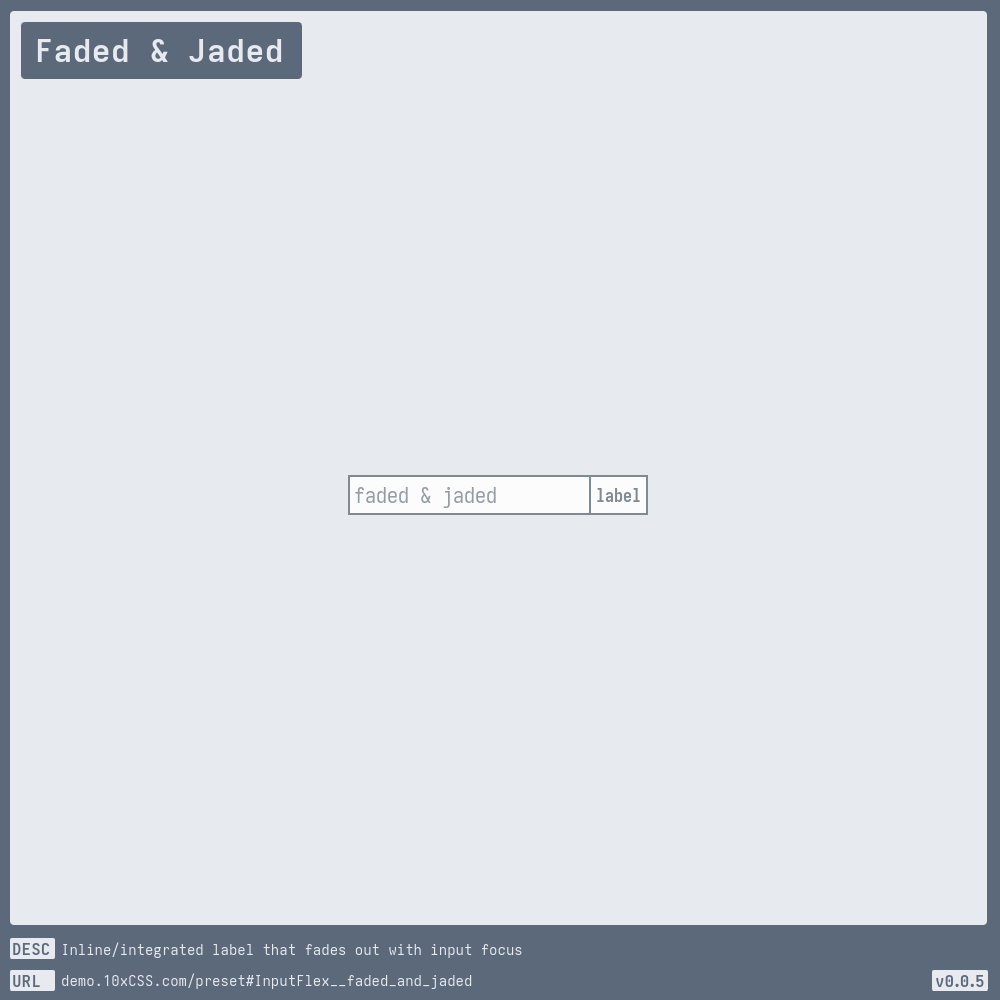 Faded & Jaded
faded & jaded label
DESC Inline/integrated label that fades out with input focus
URL demo.10xCSS.com/preset#InputFlex__faded_and_jaded v0.0.5